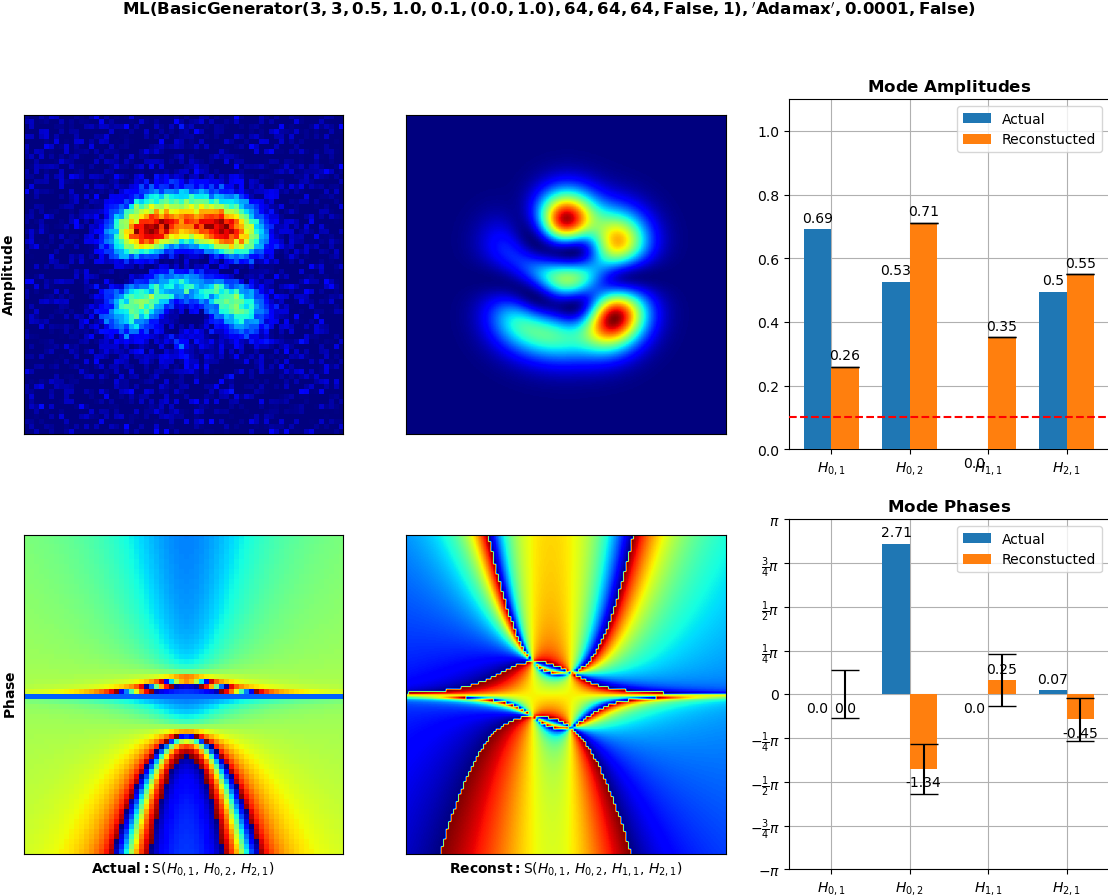 ML(BasicGenerator(3, 3, 0.5, 1.0, 0.1, (0.0, 1.0), 64, 64, 64, False, 1), 'Adamax', 0.0001, False)
Amplitude
Mode Amplitudes
Actual
Reconstucted
1.0
0.8
0.6
0.4
0.2
0.0
0.69
0.26
0.53
0.71
0.0
0.35
0.5
0.55
H0,1
H0,2
H1,1
H2,1
Phase
Actual: S(H0,1, H0,2, H2,1)
Reconst: S(H0,1, H0,2, H1,1, H2,1)
Mode Phases
Actual
Reconstucted
π
3/4π
1/2π
1/4π
0
−1/4π
−1/2π
−3/4π
−π
0.0
0.0
2.71
-1.34
0.0
0.25
0.07
-0.45
H0,1
H0,2
H1,1
H2,1